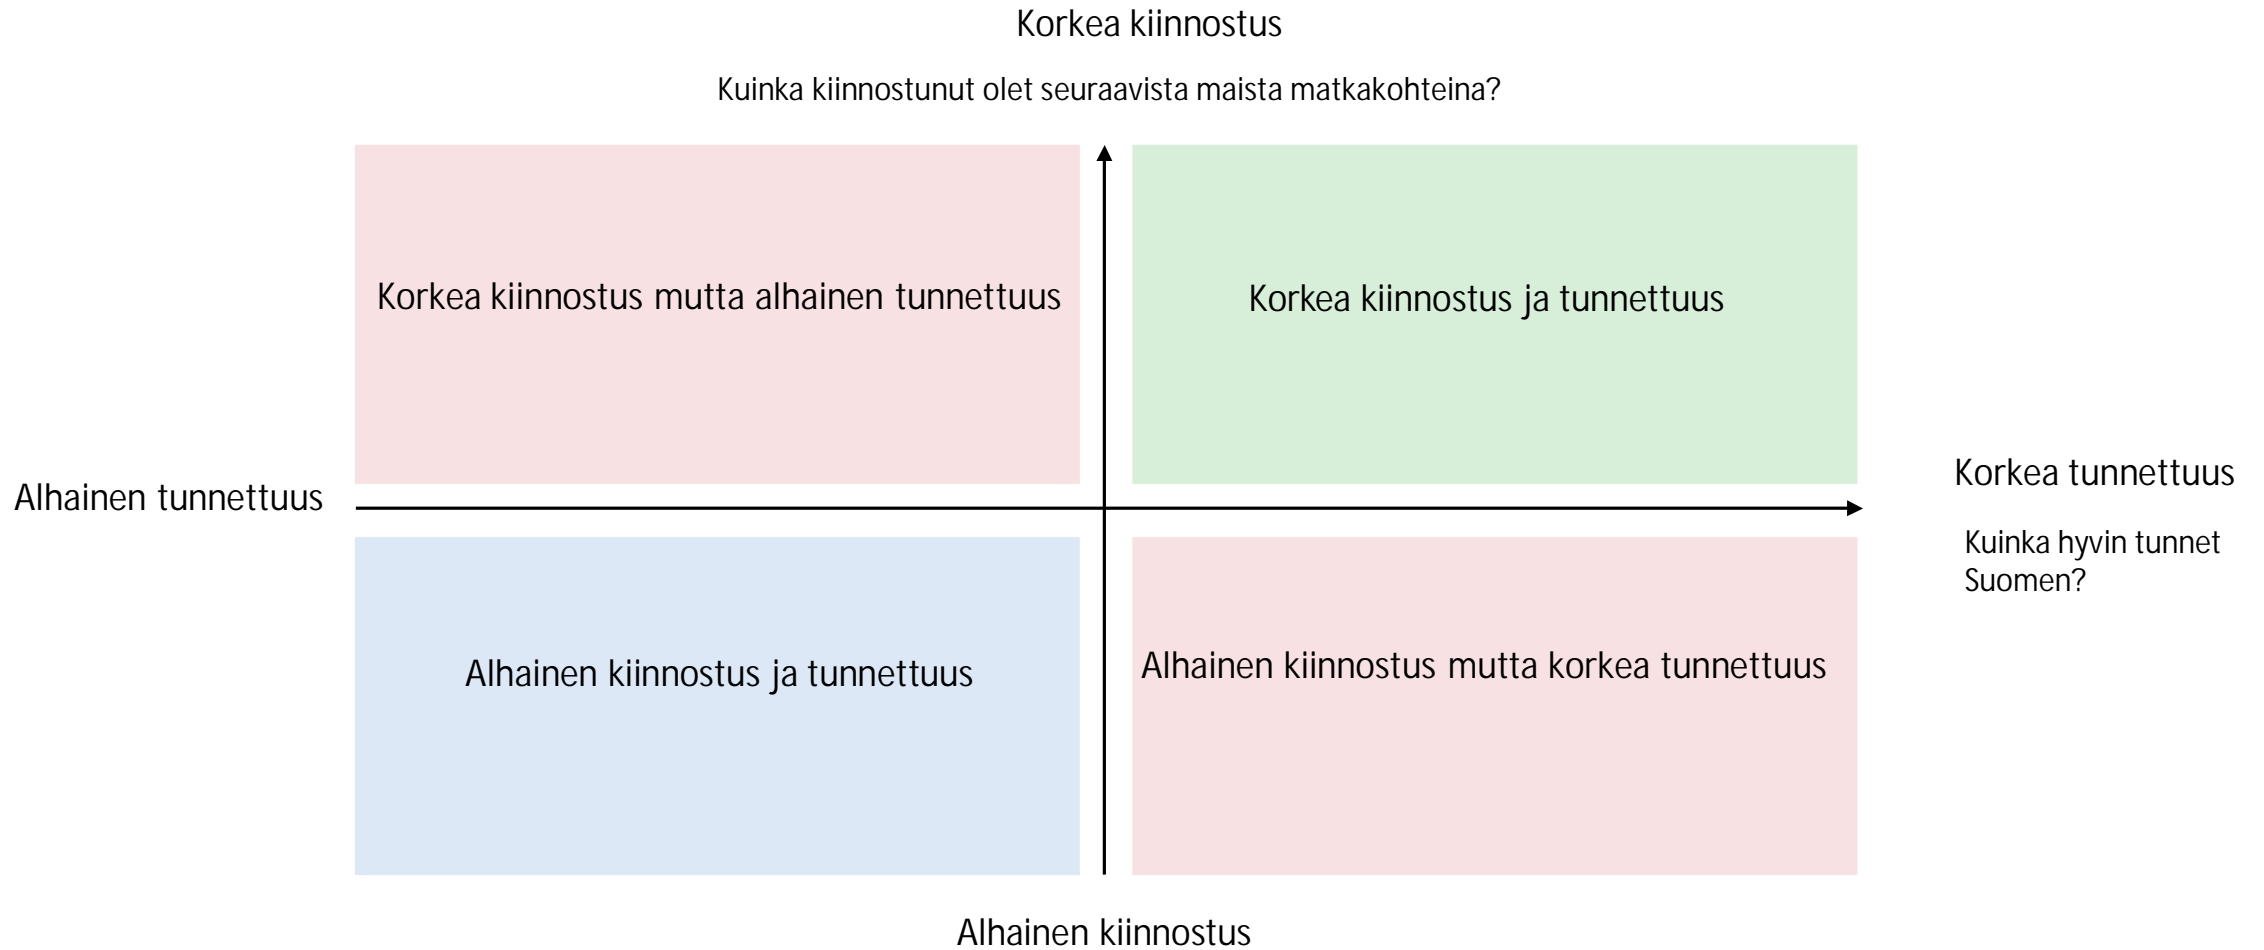 Korkea kiinnostus
Kuinka kiinnostunut olet seuraavista maista matkakohteina?
Korkea kiinnostus mutta alhainen tunnettuus
Korkea kiinnostus ja tunnettuus
Alhainen tunnettuus
Korkea tunnettuus
Kuinka hyvin tunnet
Suomen?
Alhainen kiinnostus ja tunnettuus
Alhainen kiinnostus mutta korkea tunnettuus
Alhainen kiinnostus